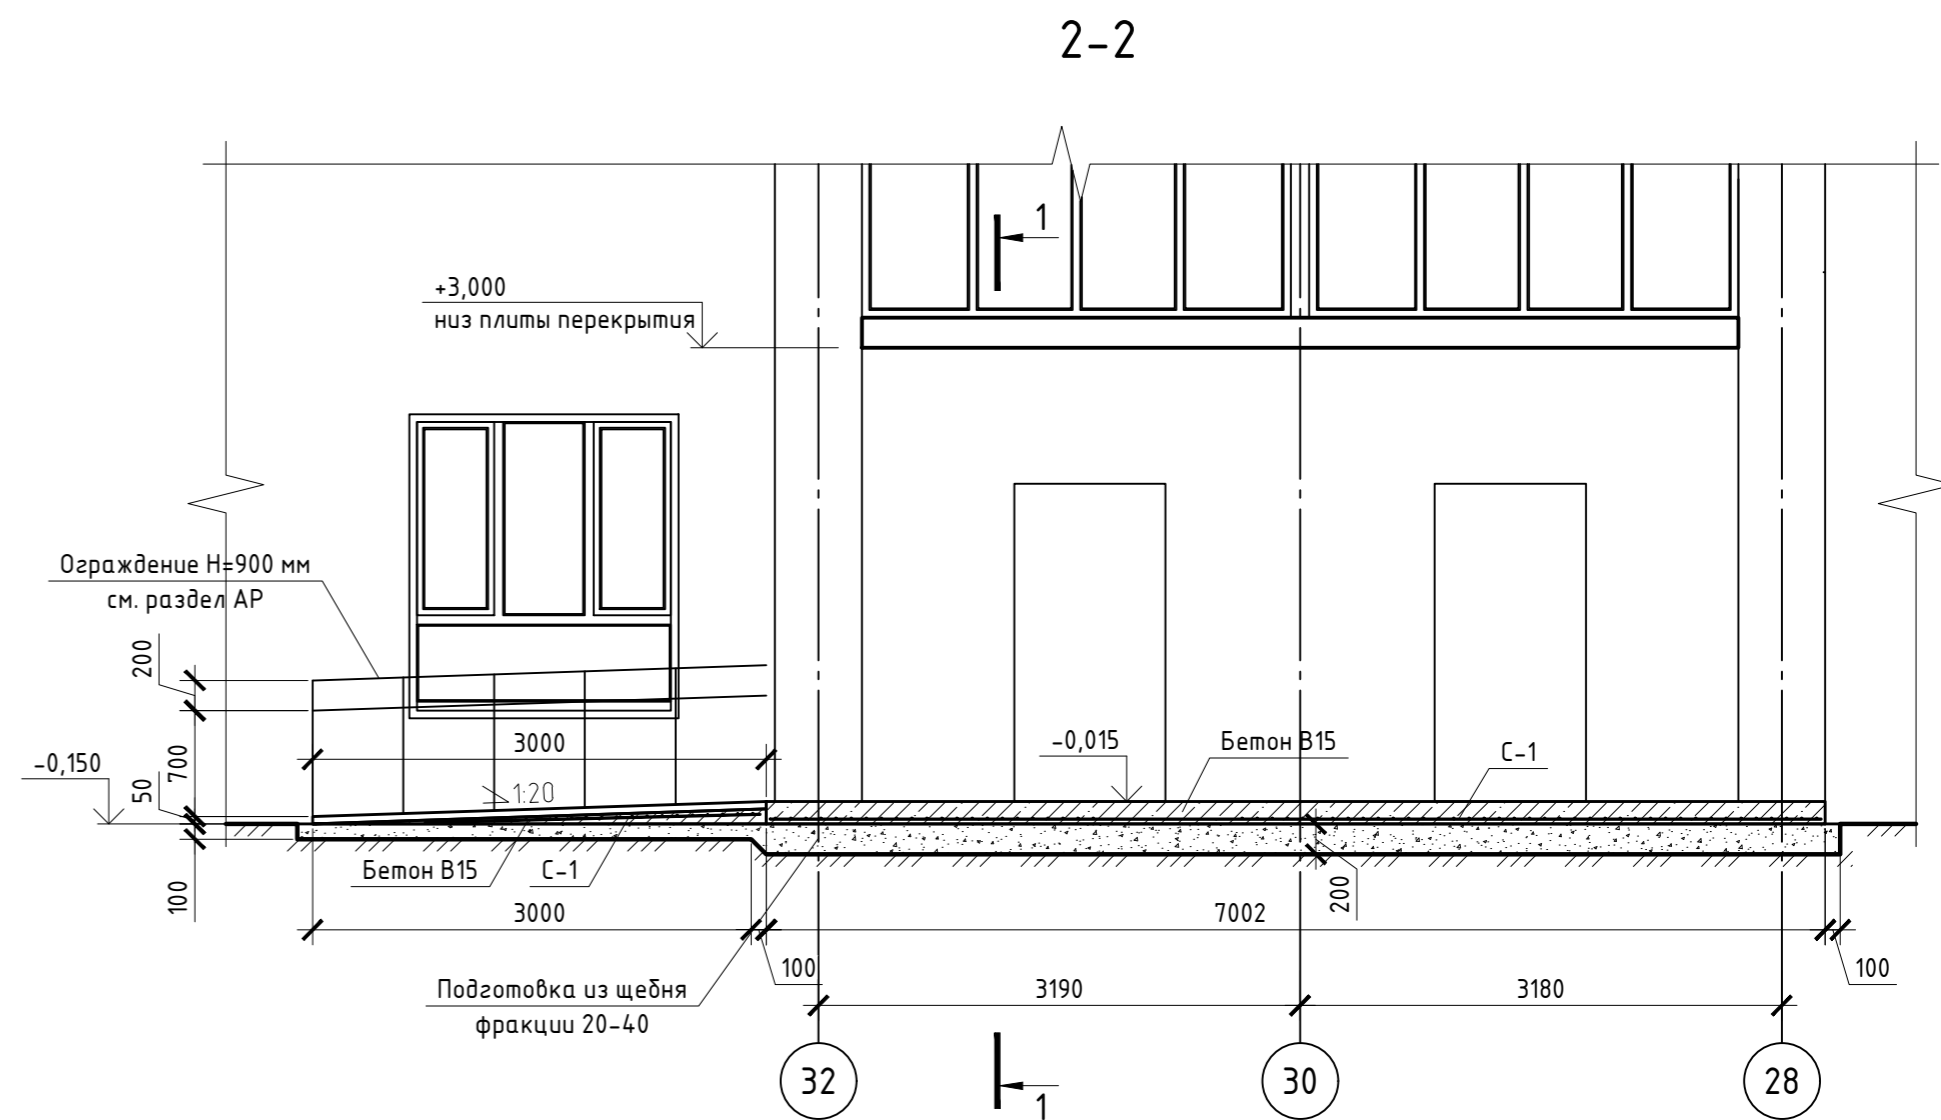 2-2
1
+3,000
низ плиты перекрытия
Ограждение Н=900 мм
см. раздел АР
200
3000
-0,015
Бетон В15
С-1
-0,150
700
50
1:20
Бетон В15
С-1
100
200
3000
7002
100
100
Подготовка из щебня
фракции 20-40
3190
3180
32
30
28
1